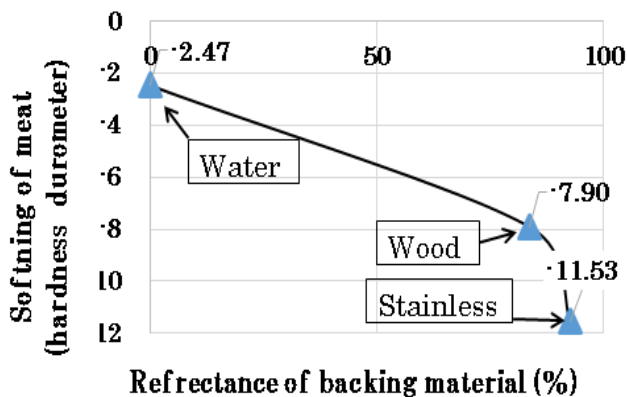 0
0
50
100
-2.47
-2
-4
-6
-8
10
12
Water
-7.90
Wood
-11.53
Stainless
Softning of meat
(hardness durometer)
Refrectance of backing material (%)